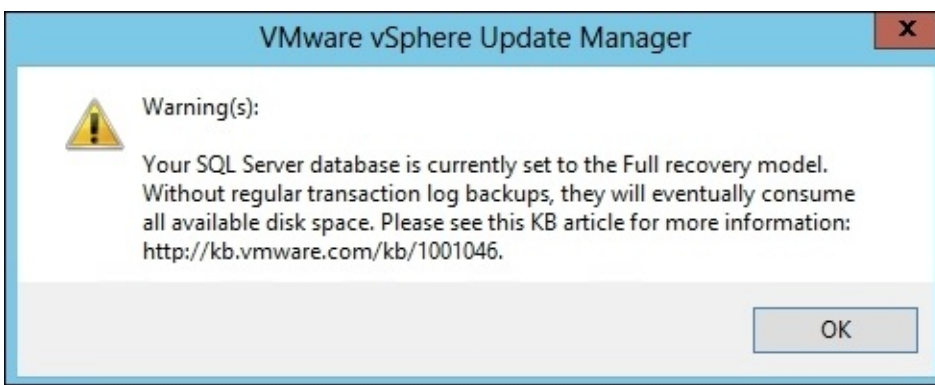 VMware vSphere Update Manager
x
Warning(s):
Your SQL Server database is currently set to the Full recovery model.
Without regular transaction log backups, they will eventually consume
all available disk space. Please see this KB article for more information:
http://kb.vmware.com/kb/1001046.
OK